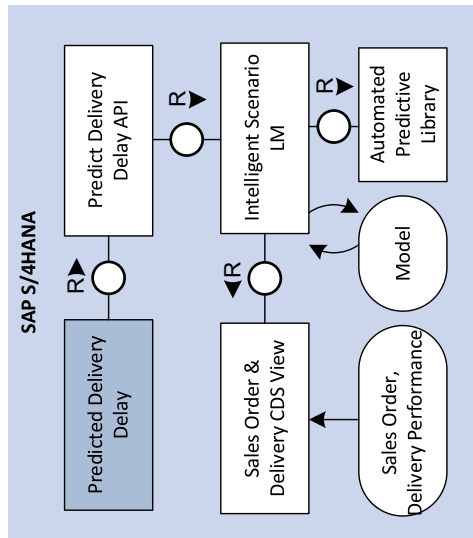 SAP S/4HANA
Predicted Delivery
Delay
R
Predict Delivery
Delay API
R
Sales Order &
Delivery CDS View
R
Intelligent Scenario
LM
R
Automated
Predictive
Library
Sales Order,
Delivery Performance
Model